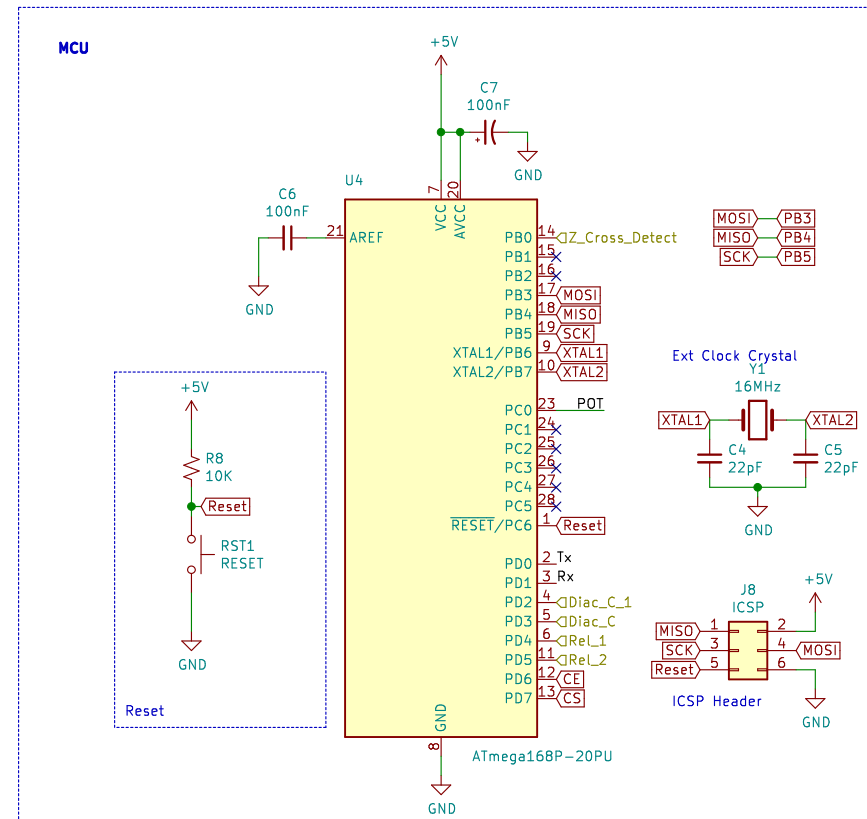 MCU
+5V
C7
100nF
GND
U4
C6
100nF
GND
7
20
VCC
AVCC
21
AREF
PB0
14
Z_Cross_Detect
PB1
15
PB2
16
PB3
17
MOSI
PB4
18
MISO
PB5
19
SCK
XTAL1/PB6
9
XTAL1
XTAL2/PB7
10
XTAL2
PC0
23
POT
PC1
24
PC2
25
PC3
26
PC4
27
PC5
28
RESET/PC6
1
Reset
PD0
2
Tx
PD1
3
Rx
PD2
4
Diac_C_1
PD3
5
Diac_C
PD4
6
Rel_1
PD5
11
Rel_2
PD6
12
CE
PD7
13
CS
GND
8
ATmega168P-20PU
GND
+5V
R8
10K
Reset
RST1
RESET
GND
Reset
MOSI
PB3
MISO
PB4
SCK
PB5
Ext Clock Crystal
Y1
16MHz
XTAL1
XTAL2
C4
22pF
C5
22pF
GND
J8
ICSP
+5V
MISO
1
2
SCK
3
4
MOSI
Reset
5
6
ICSP Header
GND